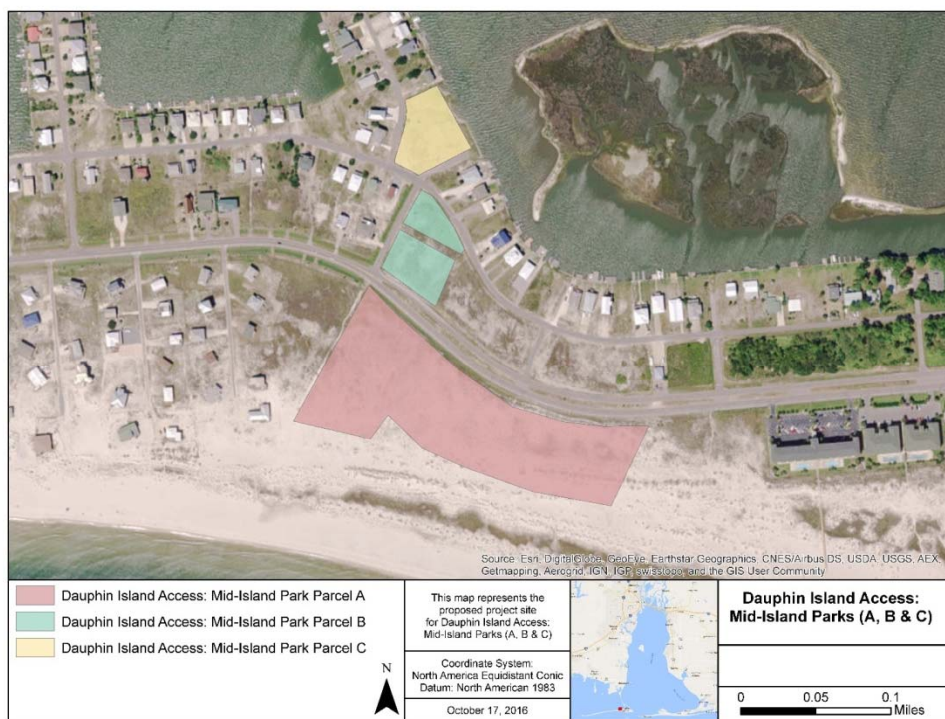 Source: Esri, DigitalGlobe, GeoEye, Earthstar Geographics, CNES/Airbus DS, USDA, USGS, AEX,
Getmapping, Aerogrid, IGN, IGP, swisstopo, and the GIS User Community
Dauphin Island Access: Mid-Island Park Parcel A
Dauphin Island Access: Mid-Island Park Parcel B
Dauphin Island Access: Mid-Island Park Parcel C
N
This map represents the
proposed project site
for Dauphin Island Access:
Mid-Island Parks (A, B & C)
Coordinate System:
North America Equidistant Conic
Datum: North American 1983
October 17, 2016
Dauphin Island Access:
Mid-Island Parks (A, B & C)
0 0.05 0.1
Miles